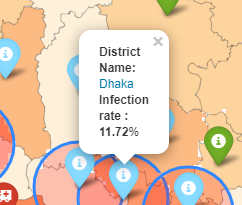 District
Name:
Dhaka
Infection
rate :
11.72%